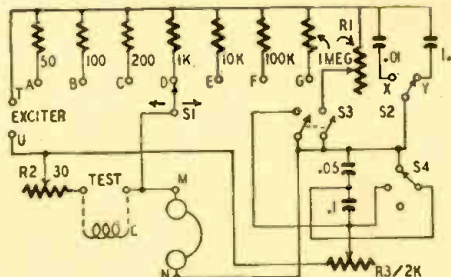 R1
50 100 200 1K 10K 100K 1MEG .01 1.
T A B C D E F G X Y
EXCITER S1 S3 S2
U
R2 30 TEST M .05 S4
L .1
N R3/2K